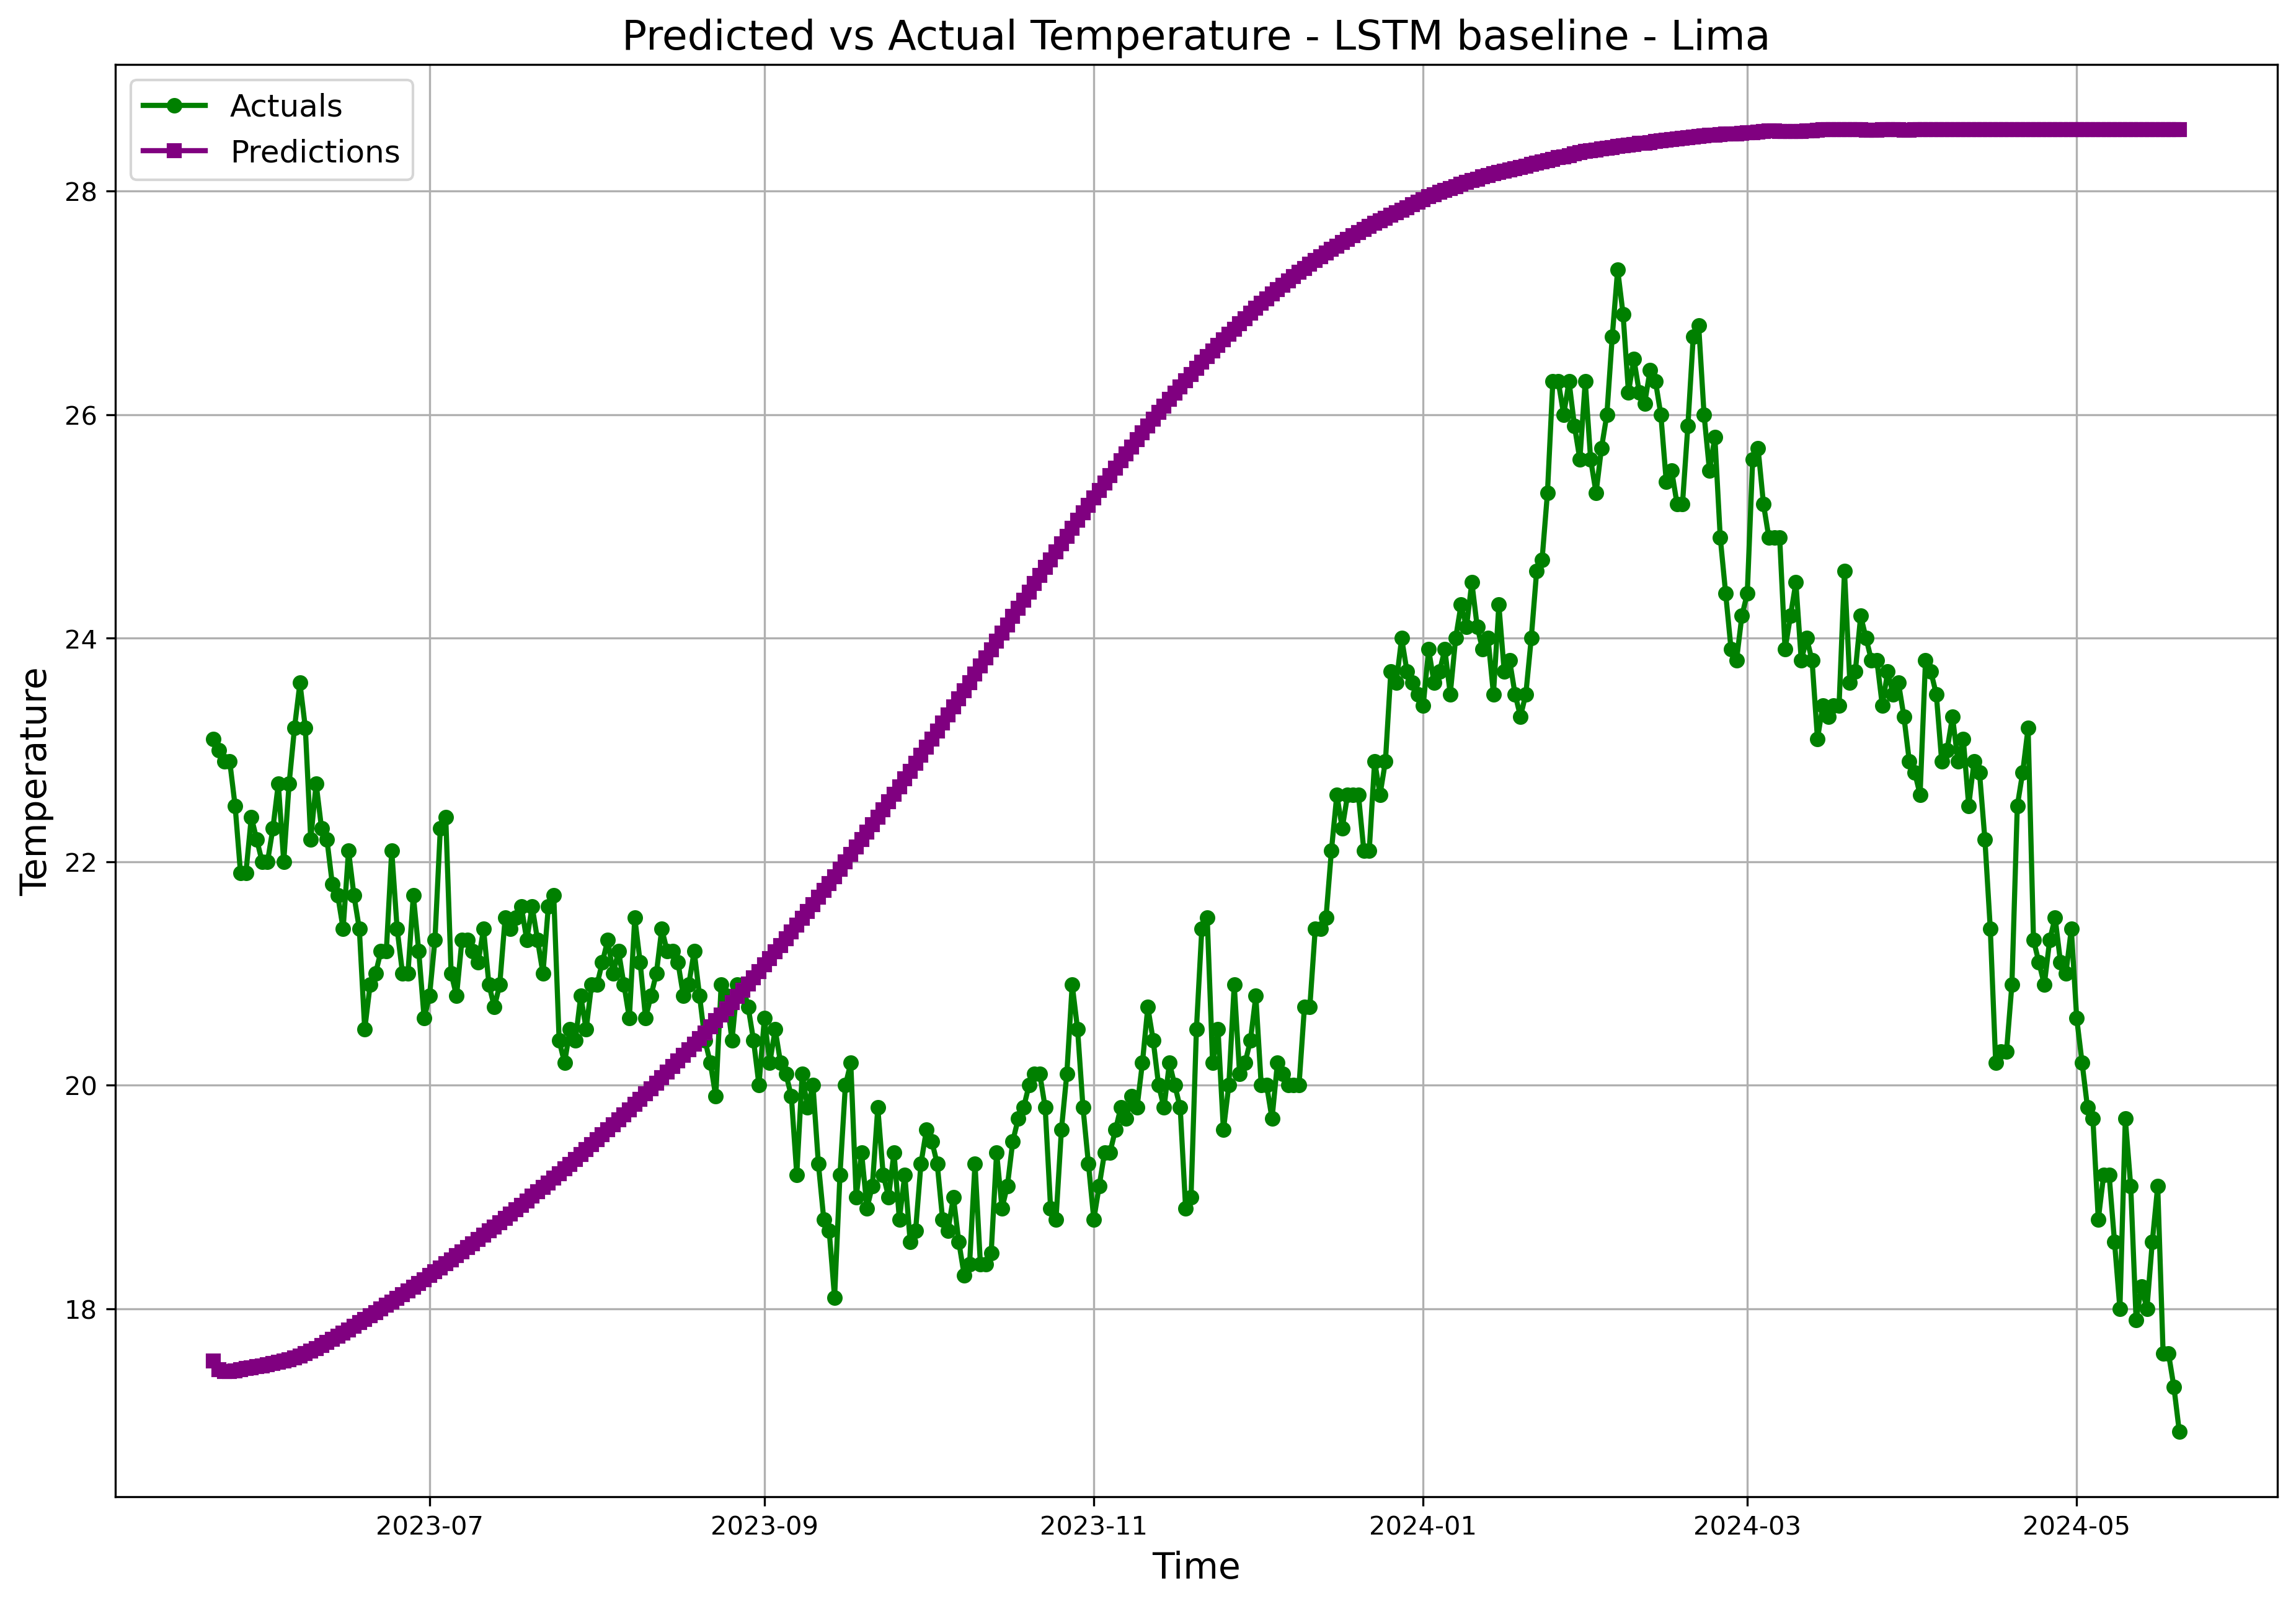 Predicted vs Actual Temperature - LSTM baseline - Lima
Actuals
Predictions
28
26
24
22
20
18
Temperature
2023-07
2023-09
2023-11
2024-01
2024-03
2024-05
Time